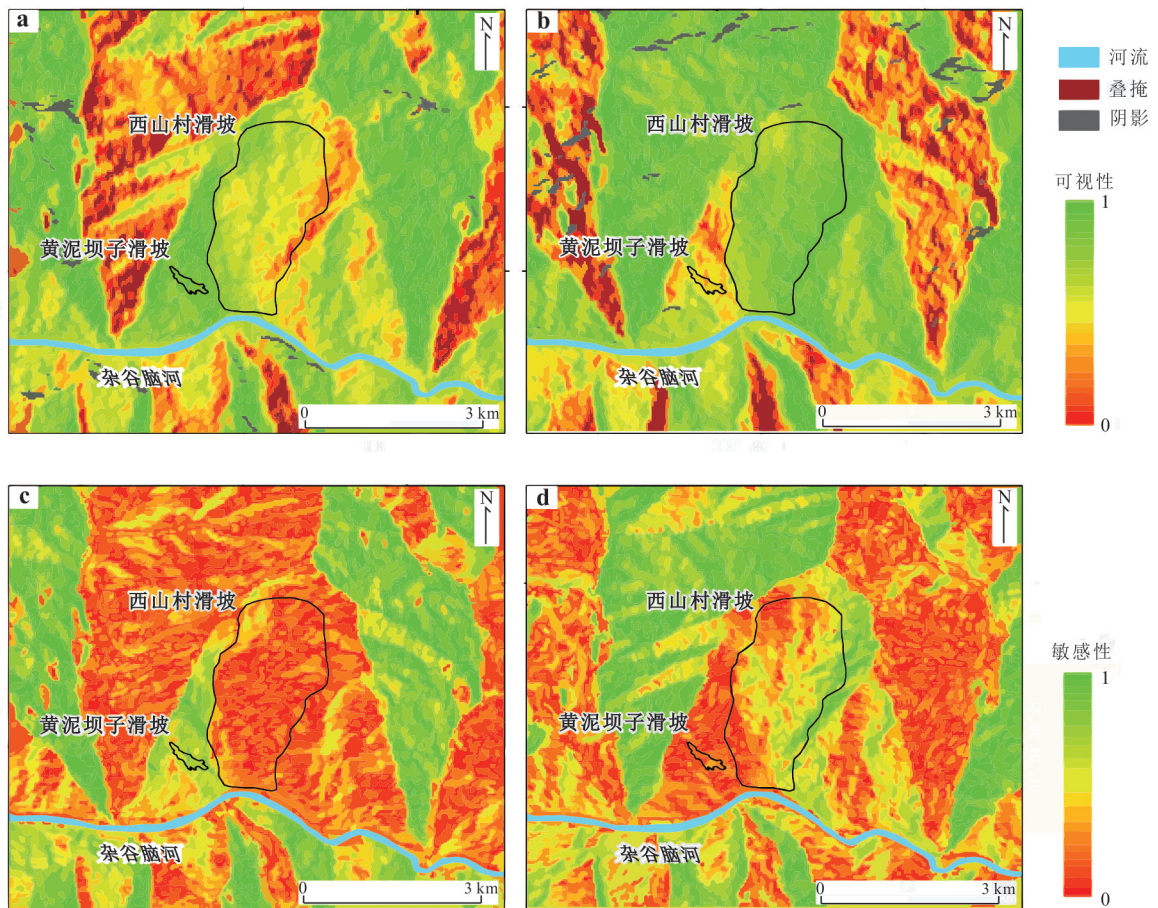 a
N
西山村滑坡
黄泥坝子滑坡
杂谷脑河
0 3 km
b
N
西山村滑坡
黄泥坝子滑坡
杂谷脑河
0 3 km
河流
叠掩
阴影
可视性
1
0
c
N
西山村滑坡
黄泥坝子滑坡
杂谷脑河
0 3 km
d
N
西山村滑坡
黄泥坝子滑坡
杂谷脑河
0 3 km
敏感性
1
0